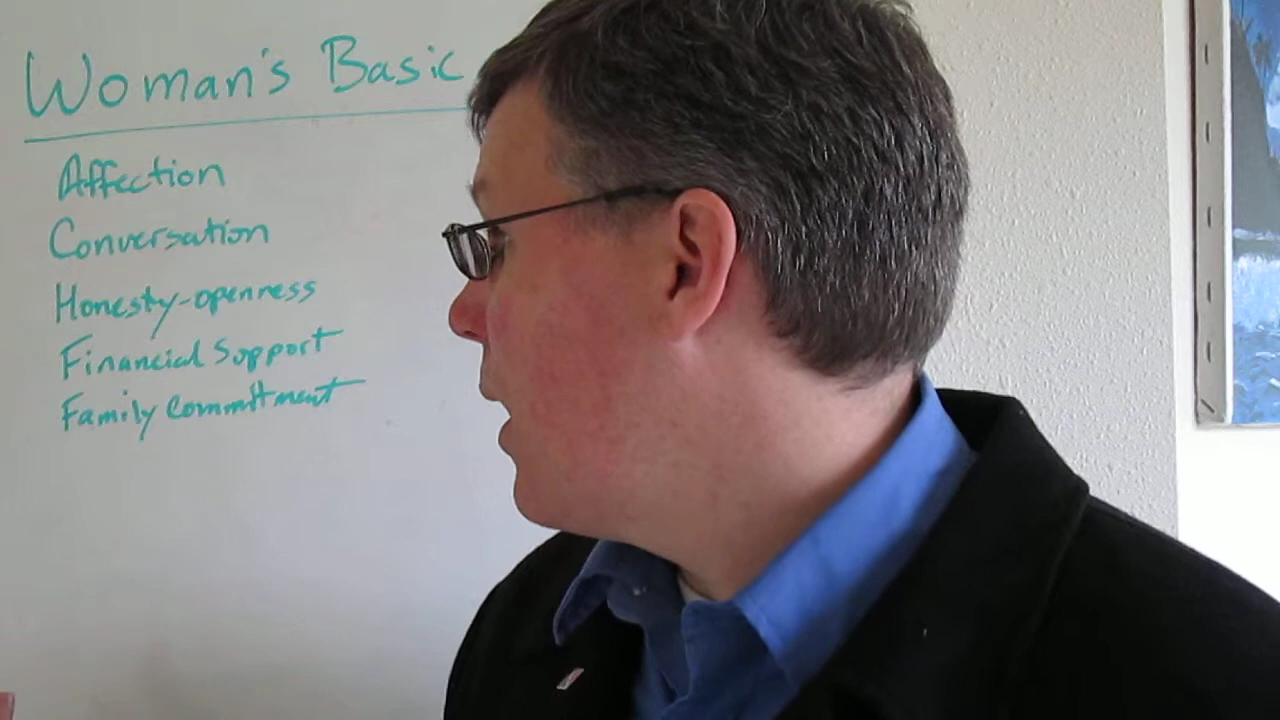 Woman's Basic
Affection
Conversation
Honesty-openness
Financial Support
Family Commitment